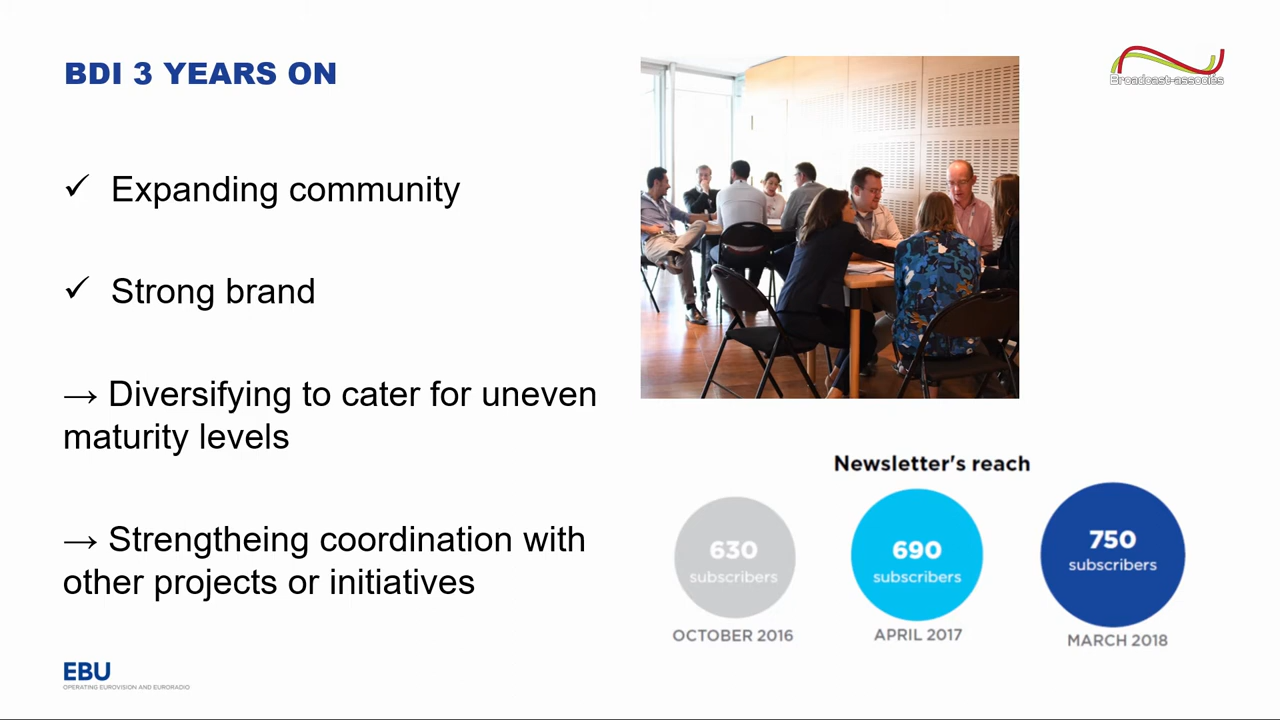 BDI 3 YEARS ON
Broadcast-associés
✓ Expanding community
✓ Strong brand
→ Diversifying to cater for uneven
maturity levels
→ Strengtheing coordination with
other projects or initiatives
Newsletter's reach
630
subscribers
OCTOBER 2016
690
subscribers
APRIL 2017
750
subscribers
MARCH 2018
EBU
OPERATING EUROVISION AND EURORADIO